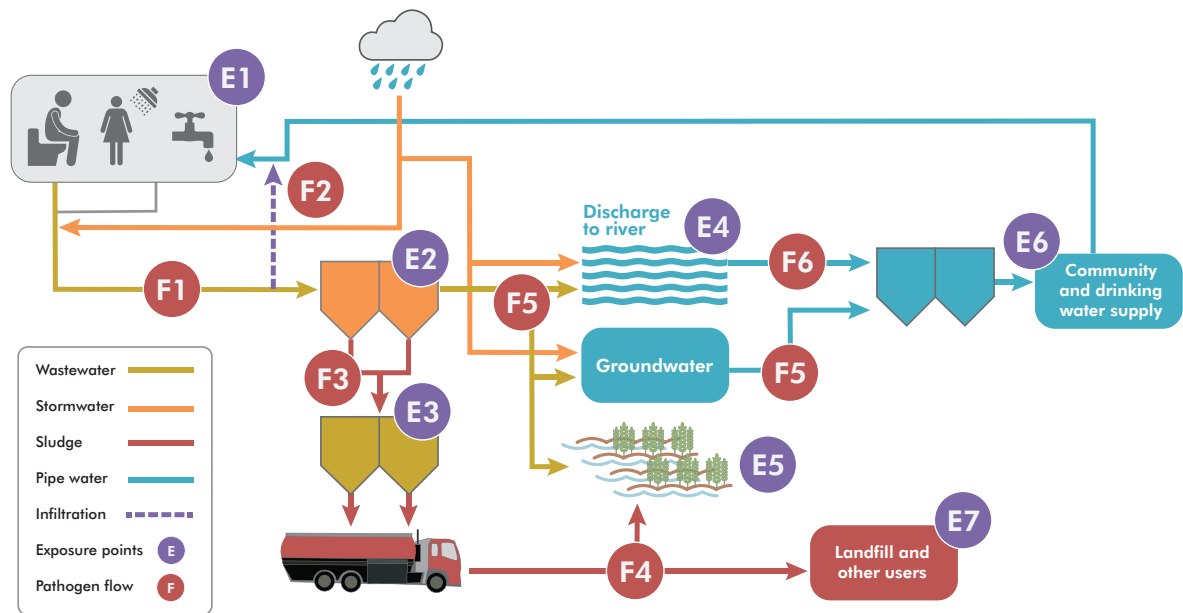 E1
F2
Discharge
to river
E4
E6
E2
F6
Community
and drinking
water supply
F1
F5
Groundwater
F5
F3
E3
E5
Wastewater
Stormwater
Sludge
Pipe water
Infiltration
Exposure points E
Pathogen flow F
E7
F4
Landfill and
other users